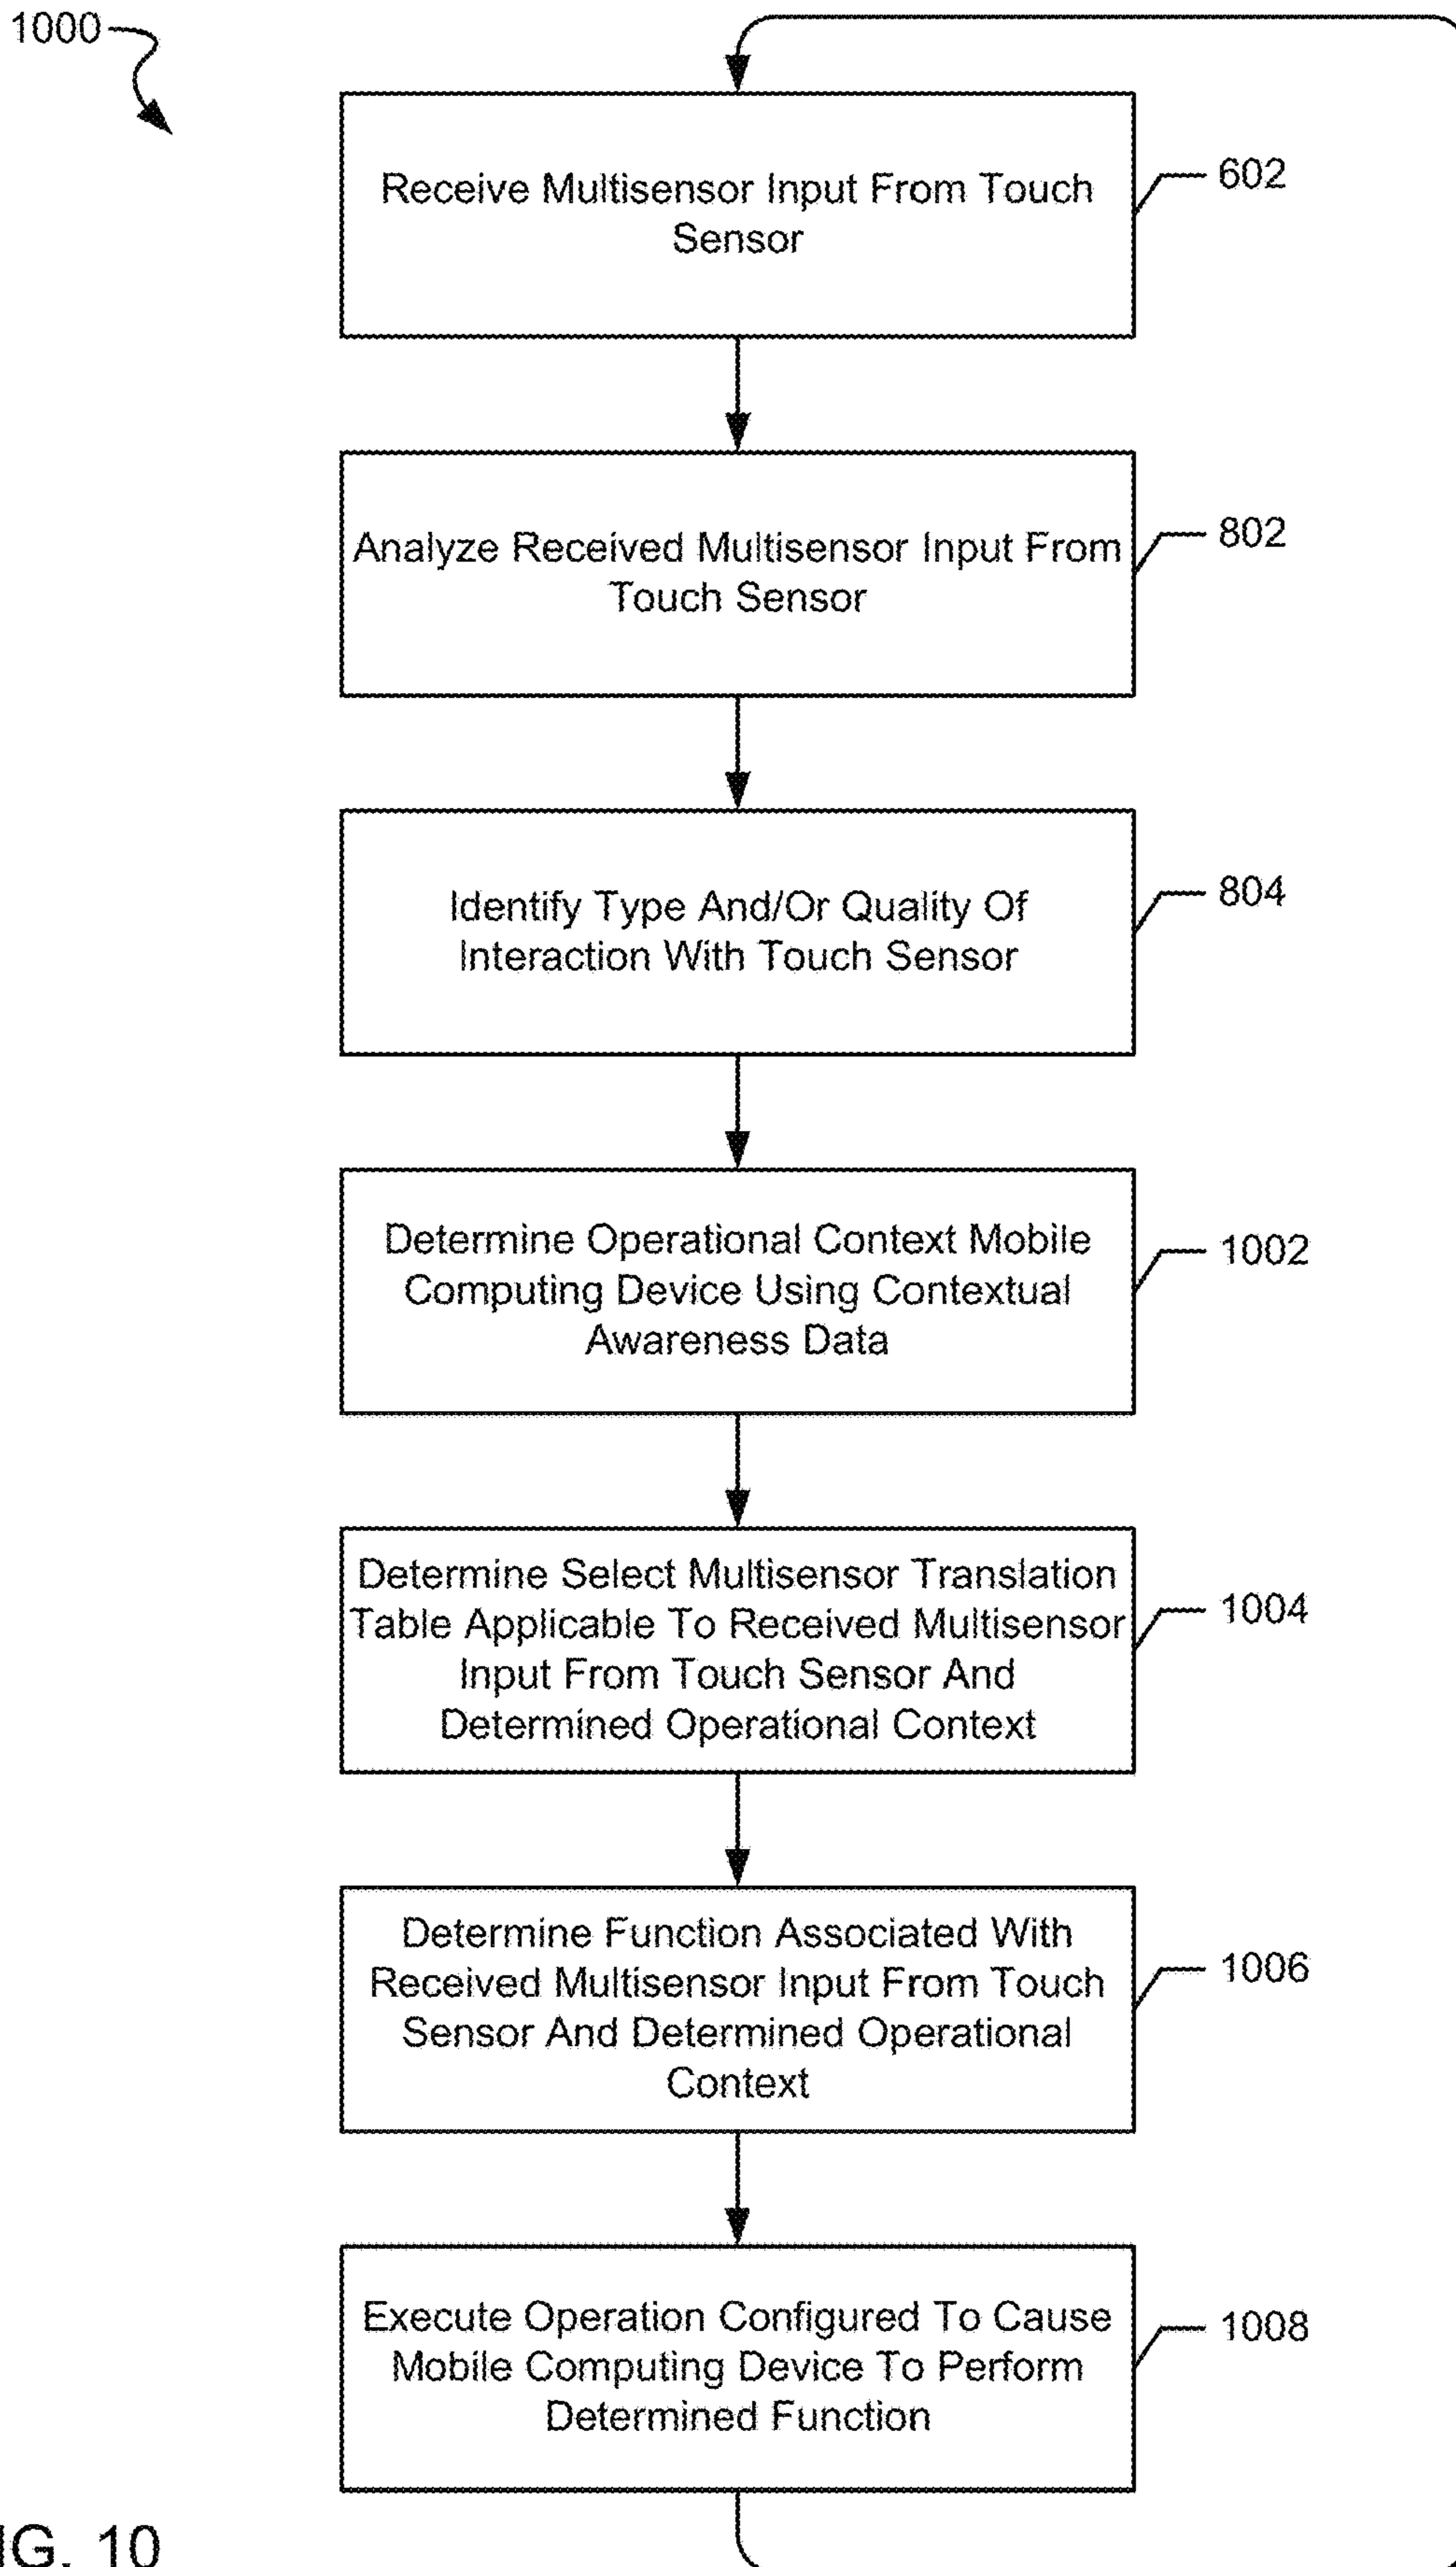 1000
Receive Multisensor Input From Touch
Sensor
602
Analyze Received Multisensor Input From
Touch Sensor
802
Identify Type And/Or Quality Of
Interaction With Touch Sensor
804
Determine Operational Context Mobile
Computing Device Using Contextual
Awareness Data
1002
Determine Select Multisensor Translation
Table Applicable To Received Multisensor
Input From Touch Sensor And
Determined Operational Context
1004
Determine Function Associated With
Received Multisensor Input From Touch
Sensor And Determined Operational
Context
1006
Execute Operation Configured To Cause
Mobile Computing Device To Perform
Determined Function
1008
IG. 10